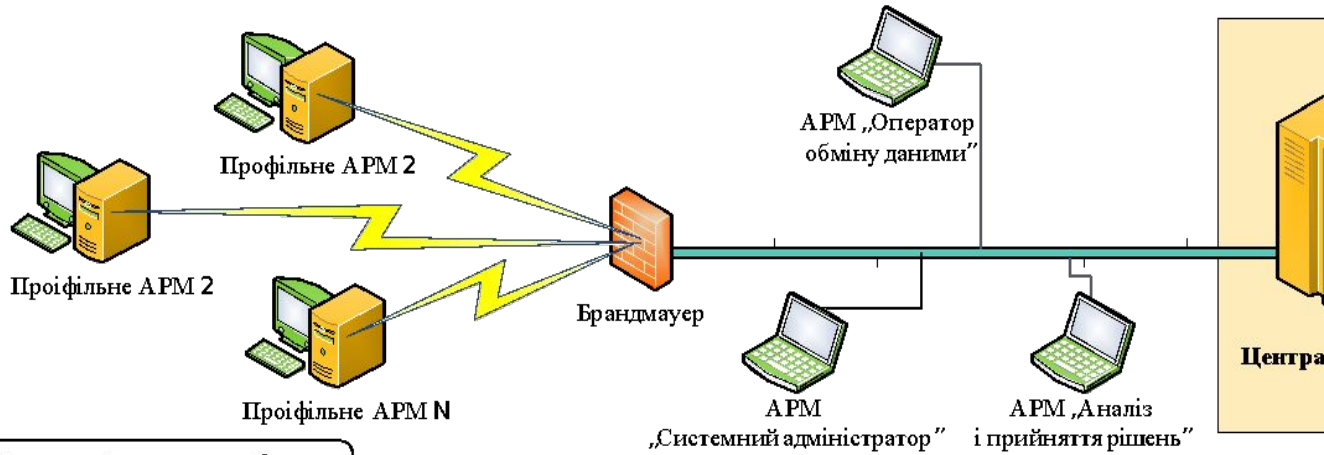 Профільне АРМ 2
Проіфільне АРМ 2
Проіфільне АРМ N
Брандмауер
АРМ „Оператор
обміну даними”
АРМ
„Системний адміністратор”
АРМ „Аналіз
і прийняття рішень”
Центра